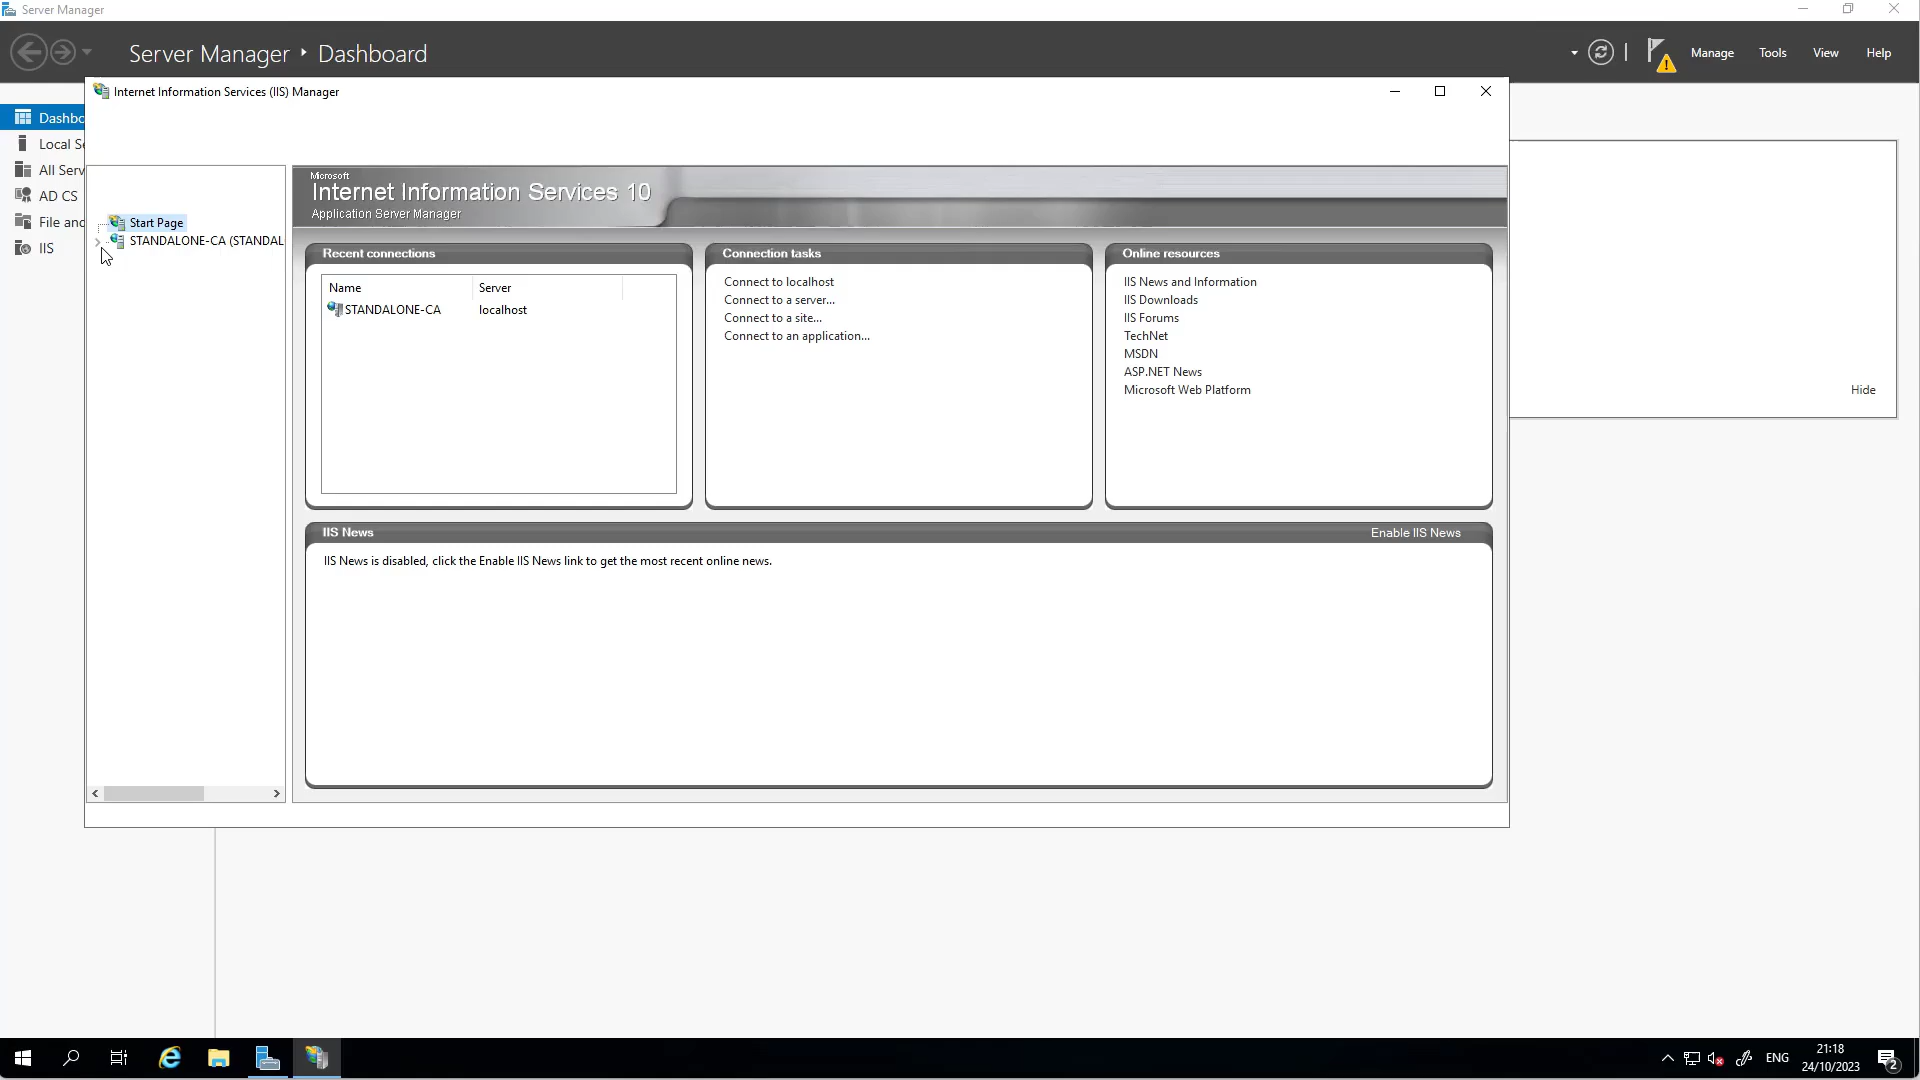 Server Manager
Server Manager ‣ Dashboard
Manage
Tools
View
Help
Internet Information Services (IIS) Manager
Dashbo
Local Se
All Serv
AD CS
File and
IIS
Start Page
STANDALONE-CA (STANDAL
Microsoft
Internet Information Services 10
Application Server Manager
Recent connections
Name
Server
STANDALONE-CA
localhost
Connection tasks
Connect to localhost
Connect to a server...
Connect to a site...
Connect to an application...
Online resources
IIS News and Information
IIS Downloads
IIS Forums
TechNet
MSDN
ASP.NET News
Microsoft Web Platform
Hide
IIS News
Enable IIS News
IIS News is disabled, click the Enable IIS News link to get the most recent online news.
ENG
21:18
24/10/2023
2